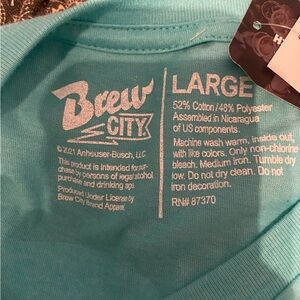 Brew
CITY
© 2021 Anheuser-Busch, LLC
This product is intended for pur-
chase by persons of legal alcohol
purchase and drinking age
Produced Under License by
Brew City Brand Apparel
LARGE
52% Cotton/48% Polyester
Assembled in Nicaragua
of US components.
Machine wash warm, inside out,
with like colors. Only non-chlorine
bleach. Medium iron. Tumble dry
low. Do not dry clean. Do not
iron decoration.
RN# 87370